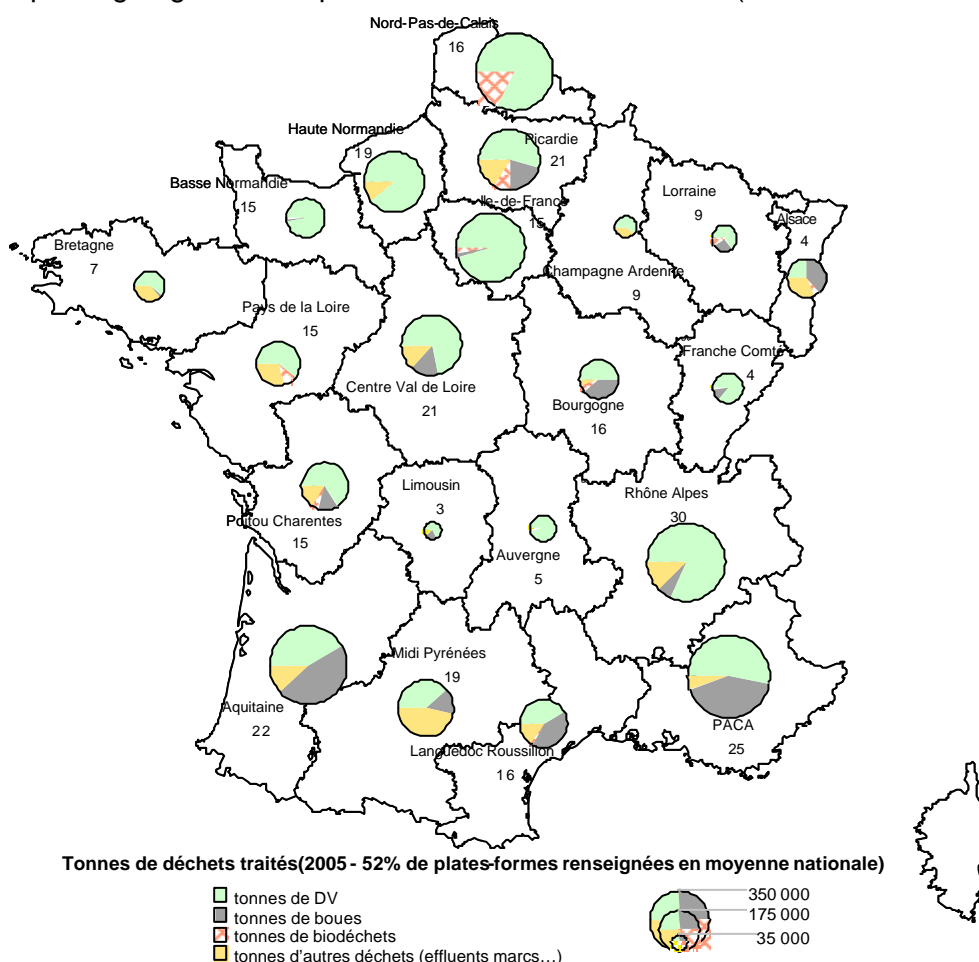 Nord-Pas-de-Calais
16
Haute Normandie
19
Picardie
21
Basse Normandie
15
Ile-de-France
15
Lorraine
9
Alsace
4
Bretagne
7
Champagne Ardenne
9
Pays de la Loire
15
Centre Val de Loire
21
Franche Comté
4
Bourgogne
16
Poitou Charentes
15
Limousin
3
Auvergne
5
Rhône Alpes
30
Midi Pyrénées
19
Aquitaine
22
Languedoc Roussillon
16
PACA
25
Tonnes de déchets traités(2005 - 52% de plates-formes renseignées en moyenne nationale)
tonnes de DV
tonnes de boues
tonnes de biodéchets
tonnes d'autres déchets (effluents marcs...)
350 000
175 000
35 000